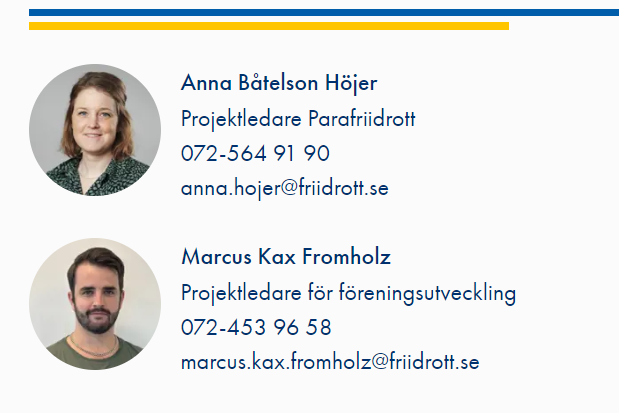 Anna Båtelson Höjer
Projektledare Parafriidrott
072-564 91 90
anna.hojer@friidrott.se
Marcus Kax Fromholz
Projektledare för föreningsutveckling
072-453 96 58
marcus.kax.fromholz@friidrott.se